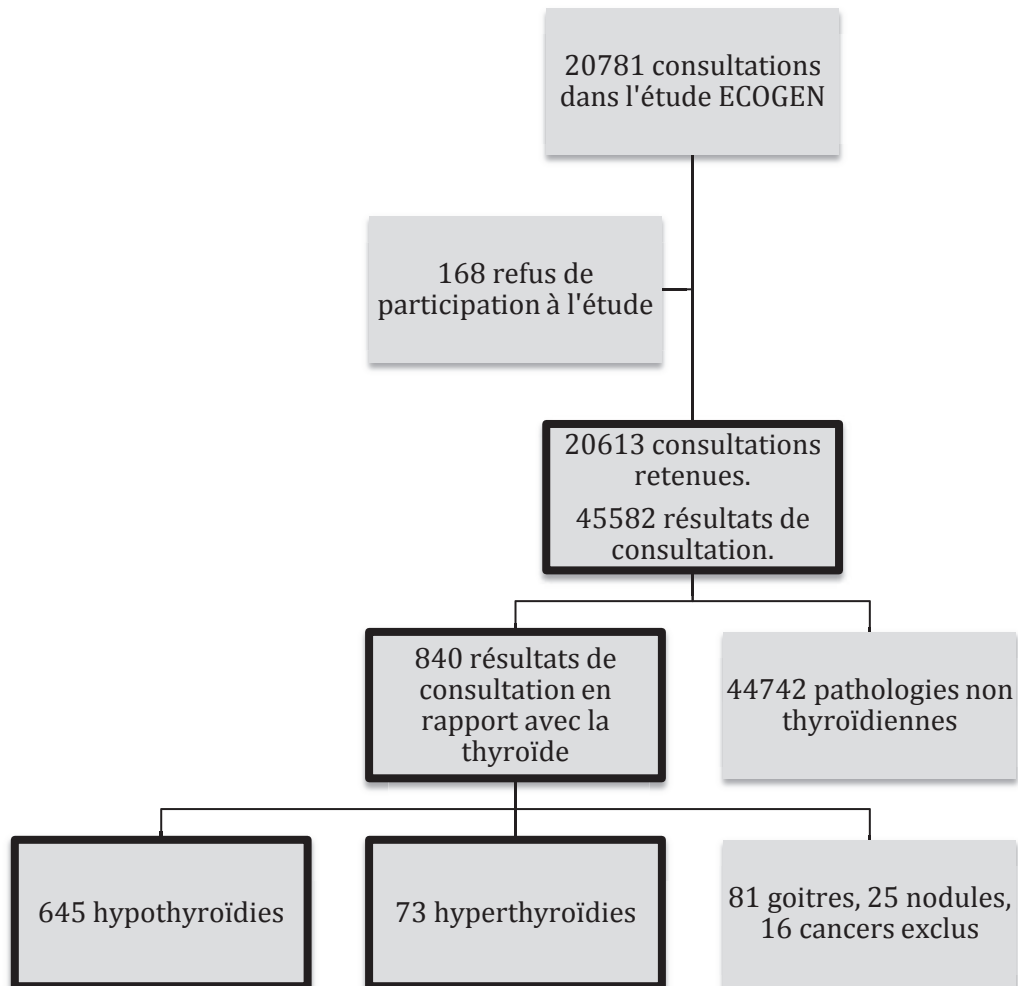 20781 consultations
dans l'étude ECOGEN
168 refus de
participation à l'étude
20613 consultations
retenues.
45582 résultats de
consultation.
840 résultats de
consultation en
rapport avec la
thyroïde
44742 pathologies non
thyroïdiennes
645 hypothyroïdies
73 hyperthyroïdies
81 goitres, 25 nodules,
16 cancers exclus